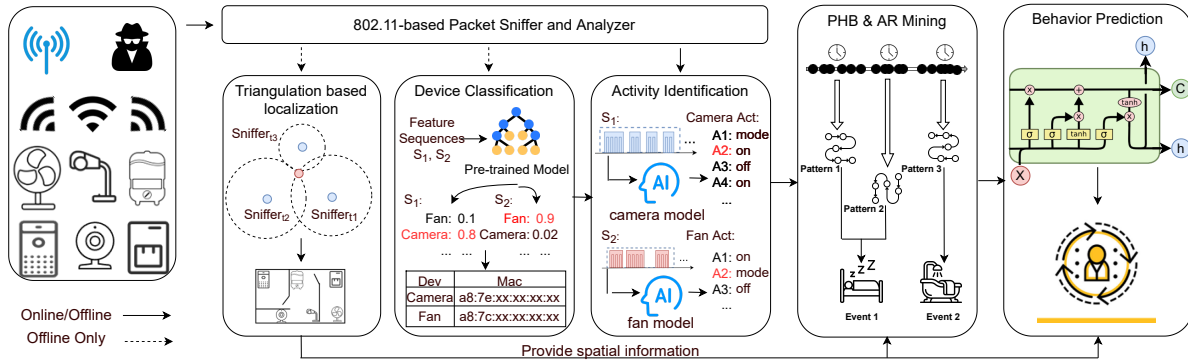 802.11-based Packet Sniffer and Analyzer
PHB & AR Mining
Behavior Prediction
Triangulation based
localization
Sniffert3
Sniffert2
Sniffert1
Device Classification
Feature
Sequences
S1, S2
Pre-trained Model
S1:
S2:
Fan: 0.1
Fan: 0.9
Camera: 0.8
Camera: 0.02
... ...
... ...
Dev Mac
Camera a8:7e:xx:xx:xx:xx
Fan a8:7c:xx:xx:xx:xx
Activity Identification
S1:
Camera Act:
...
A1: mode
A2: on
A3: off
A4: on
...
AI
camera model
S2:
Fan Act:
...
A1: on
A2: mode
A3: off
...
AI
fan model
Pattern 1
Pattern 2
Pattern 3
z z Z
Event 1
Event 2
h
C
h
x
+
tanh
x
x
σ
σ
tanh
σ
X
Online/Offline
Offline Only
Provide spatial information